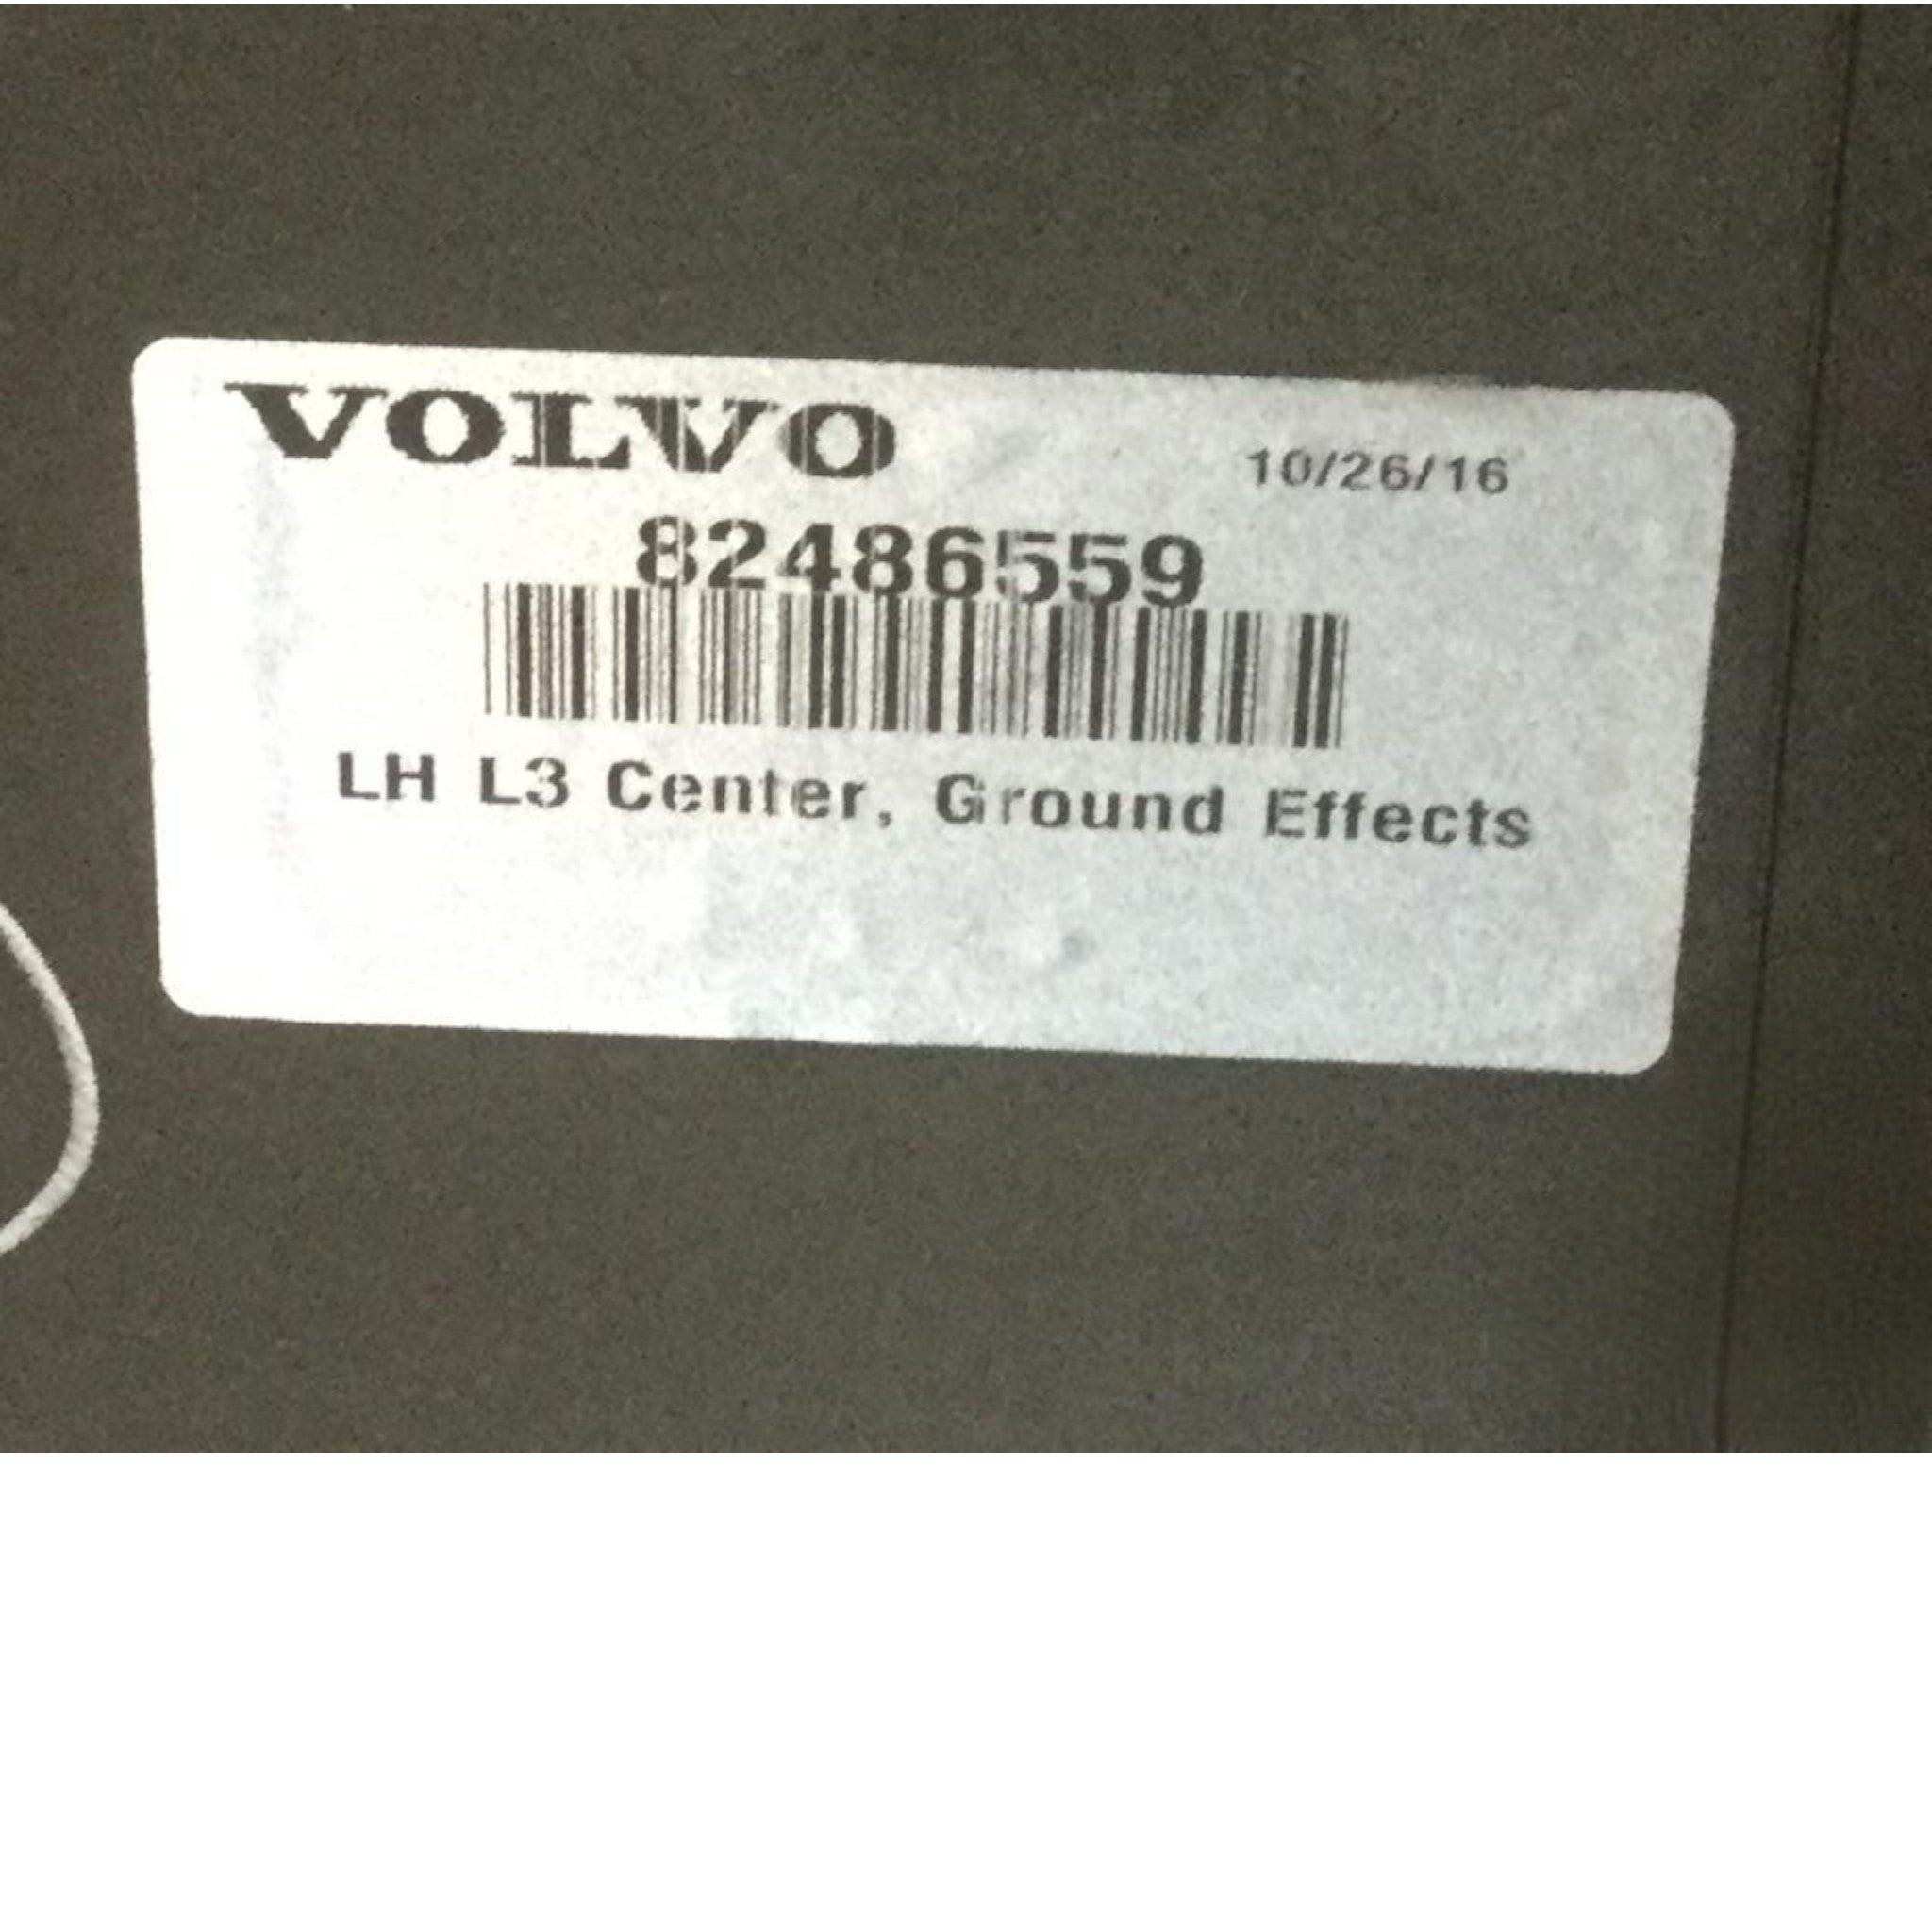 VOLVO
10/26/16
82486559
LH L3 Center, Ground Effects